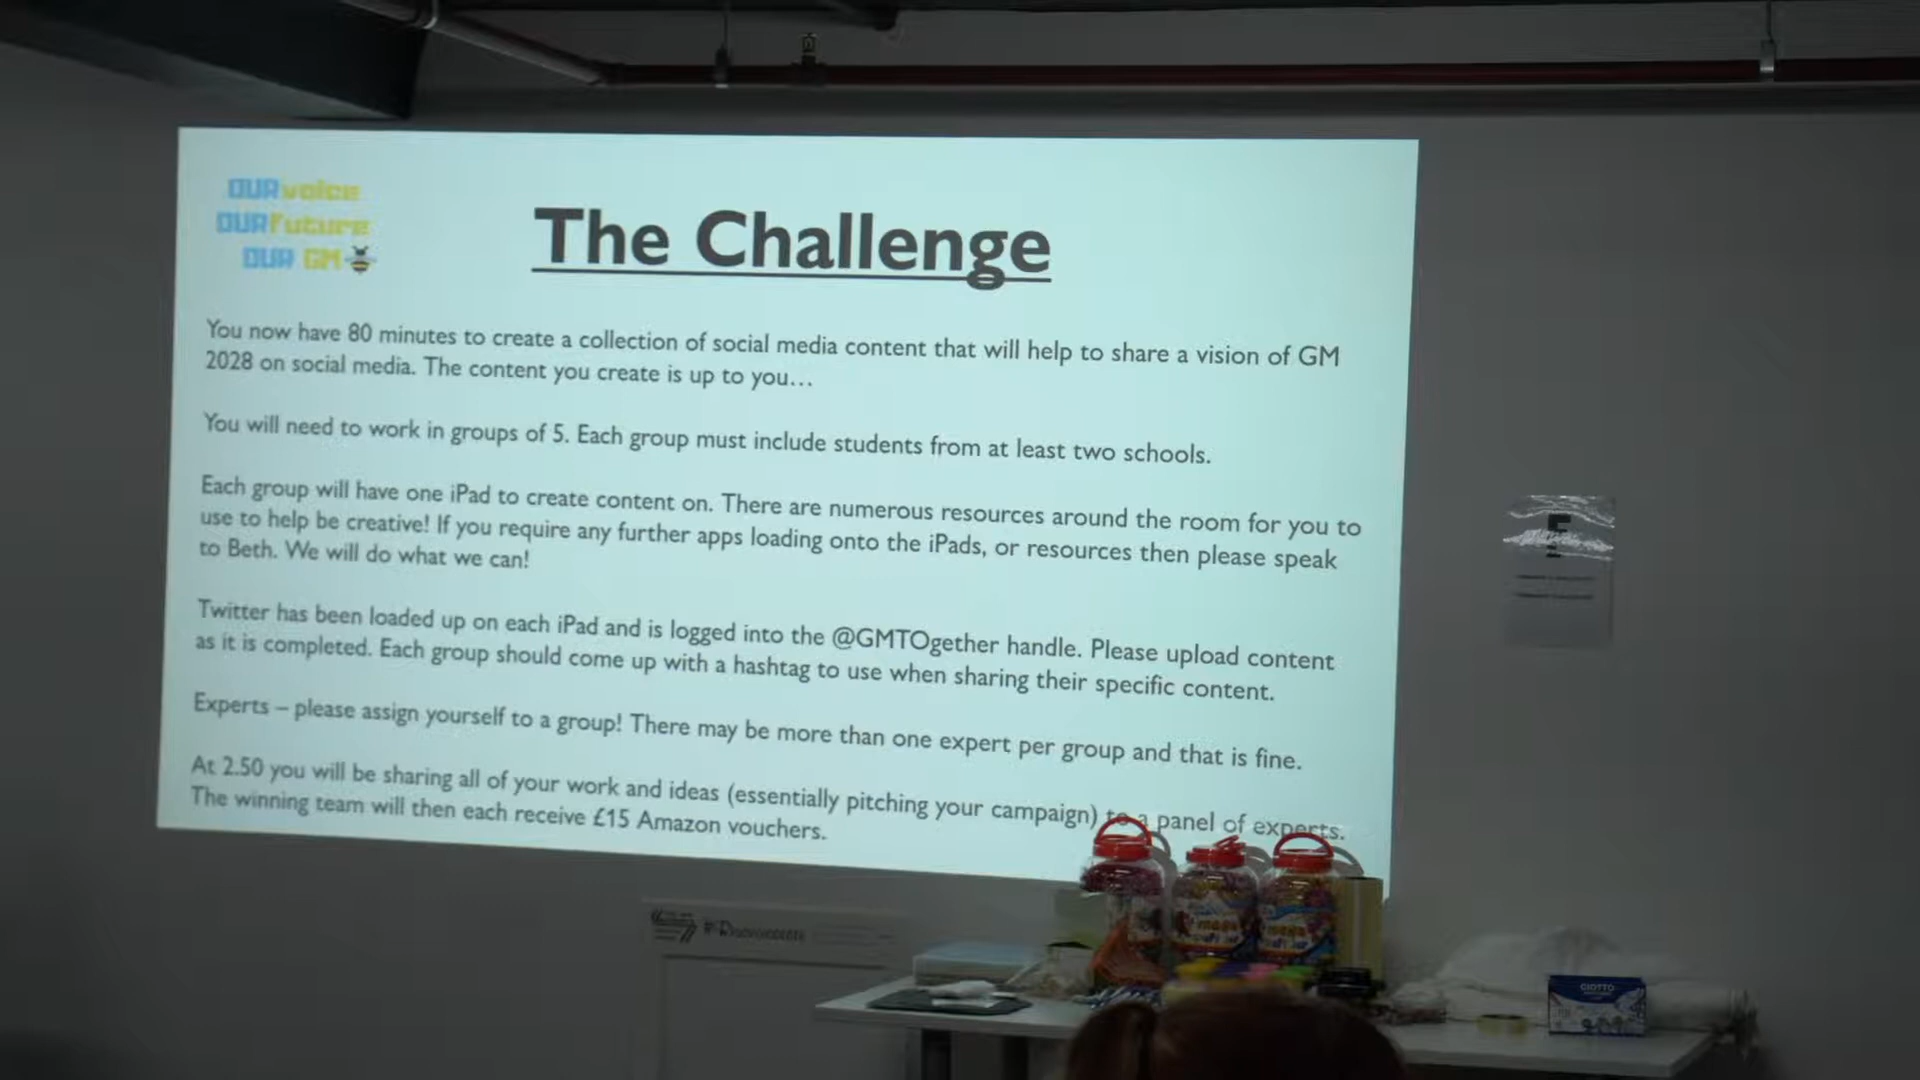 OURvoice
OURfuture
OUR GM
The Challenge
You now have 80 minutes to create a collection of social media content that will help to share a vision of GM
2028 on social media. The content you create is up to you…
You will need to work in groups of 5. Each group must include students from at least two schools.
Each group will have one iPad to create content on. There are numerous resources around the room for you to
use to help be creative! If you require any further apps loading onto the iPads, or resources then please speak
to Beth. We will do what we can!
Twitter has been loaded up on each iPad and is logged into the @GMTOgether handle. Please upload content
as it is completed. Each group should come up with a hashtag to use when sharing their specific content.
Experts – please assign yourself to a group! There may be more than one expert per group and that is fine.
At 2.50 you will be sharing all of your work and ideas (essentially pitching your campaign) to a panel of experts.
The winning team will then each receive £15 Amazon vouchers.
GIOTTO